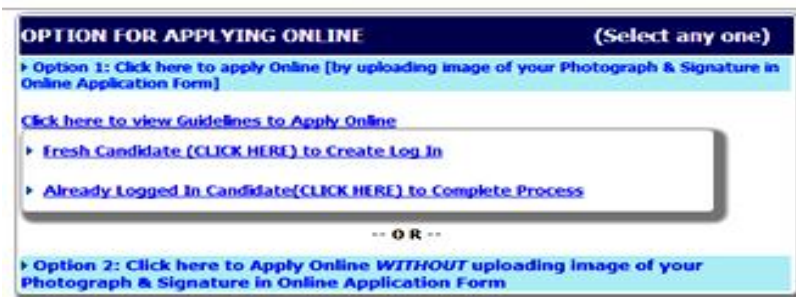 OPTION FOR APPLYING ONLINE (Select any one)
Option 1: Click here to apply Online [by uploading image of your Photograph & Signature in
Online Application Form]
Click here to view Guidelines to Apply Online
Fresh Candidate (CLICK HERE) to Create Log In
Already Logged In Candidate(CLICK HERE) to Complete Process
-- O R --
Option 2: Click here to Apply Online WITHOUT uploading image of your
Photograph & Signature in Online Application Form